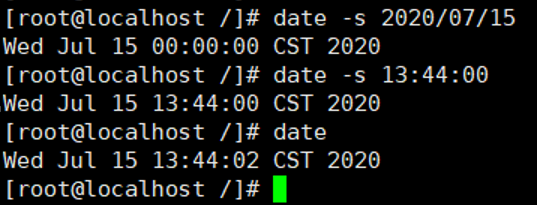 [root@localhost /]# date -s 2020/07/15
Wed Jul 15 00:00:00 CST 2020
[root@localhost /]# date -s 13:44:00
Wed Jul 15 13:44:00 CST 2020
[root@localhost /]# date
Wed Jul 15 13:44:02 CST 2020
[root@localhost /]#